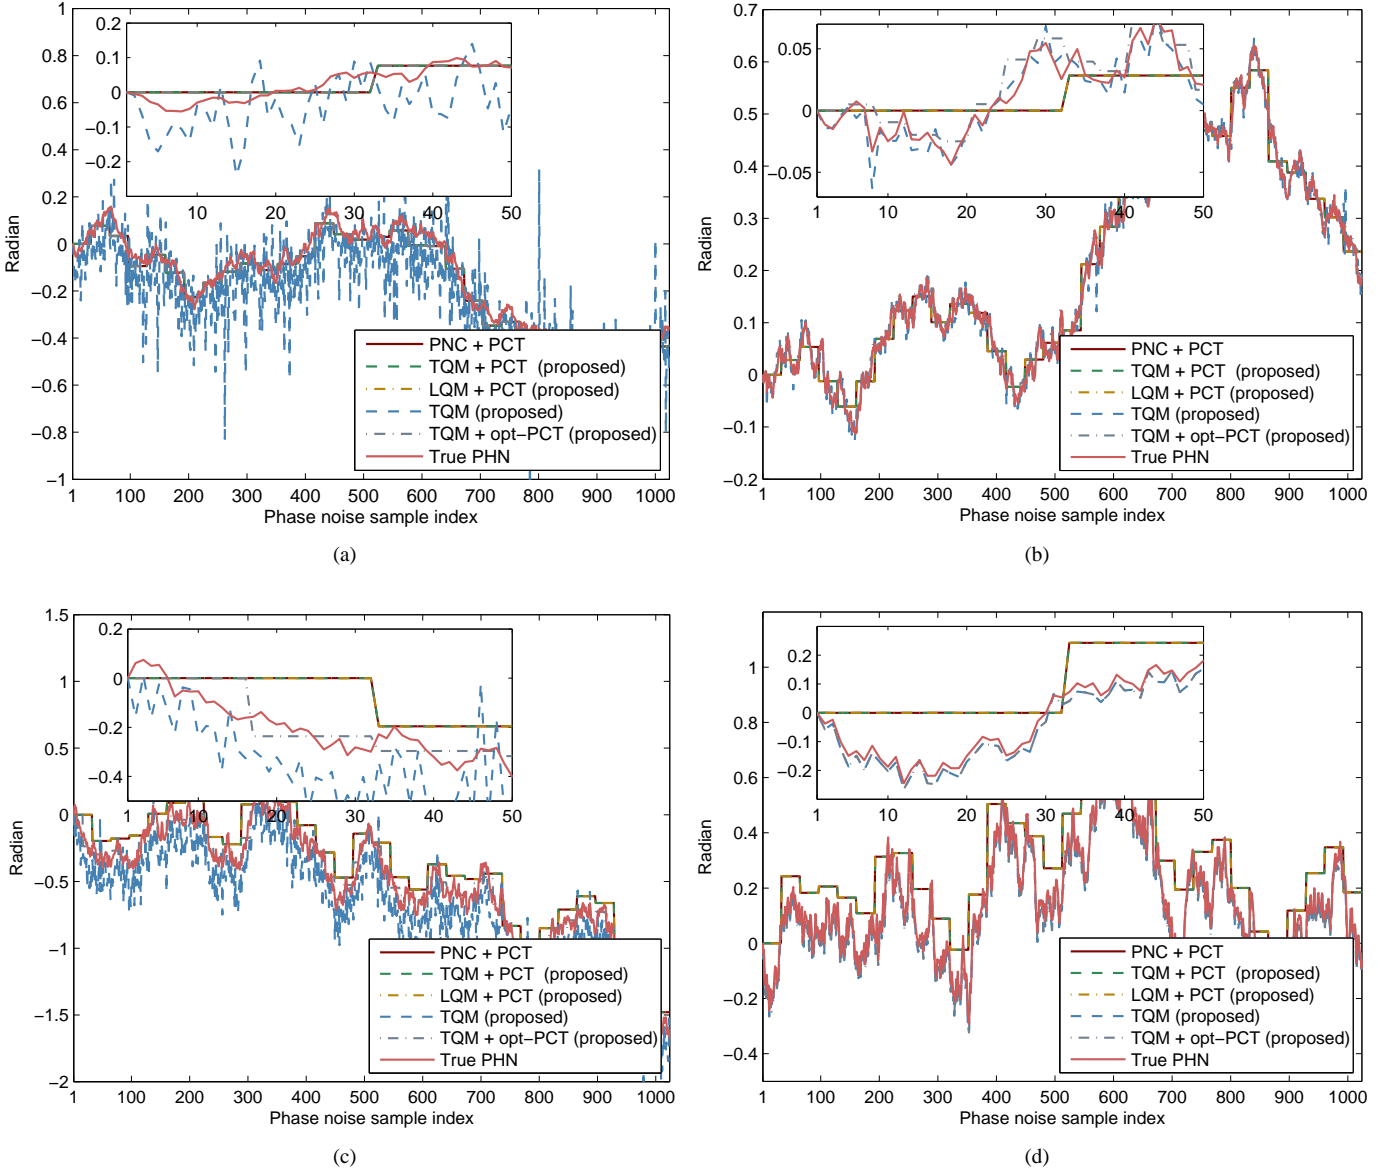 1
0.8
0.6
0.4
0.2
0
−0.2
−0.4
−0.6
−0.8
−1
Radian
0.2
0.1
0
−0.1
−0.2
10 20 30 40 50
PNC + PCT
TQM + PCT (proposed)
LQM + PCT (proposed)
TQM (proposed)
TQM + opt−PCT (proposed)
True PHN
1 100 200 300 400 500 600 700 800 900 1000
Phase noise sample index
(a)
0.7
0.6
0.5
0.4
0.3
0.2
0.1
0
−0.1
−0.2
Radian
0.05
0
−0.05
1 10 20 30 40 50
PNC + PCT
TQM + PCT (proposed)
LQM + PCT (proposed)
TQM (proposed)
TQM + opt−PCT (proposed)
True PHN
1 100 200 300 400 500 600 700 800 900 1000
Phase noise sample index
(b)
1.5
1
0.5
0
−0.5
−1
−1.5
−2
Radian
0.2
0
−0.2
−0.4
1 10 20 30 40 50
PNC + PCT
TQM + PCT (proposed)
LQM + PCT (proposed)
TQM (proposed)
TQM + opt−PCT (proposed)
True PHN
1 100 200 300 400 500 600 700 800 900 1000
Phase noise sample index
(c)
1
0.8
0.6
0.4
0.2
0
−0.2
−0.4
Radian
0.2
0.1
0
−0.1
−0.2
1 10 20 30 40 50
PNC + PCT
TQM + PCT (proposed)
LQM + PCT (proposed)
TQM (proposed)
TQM + opt−PCT (proposed)
True PHN
1 100 200 300 400 500 600 700 800 900 1000
Phase noise sample index
(d)